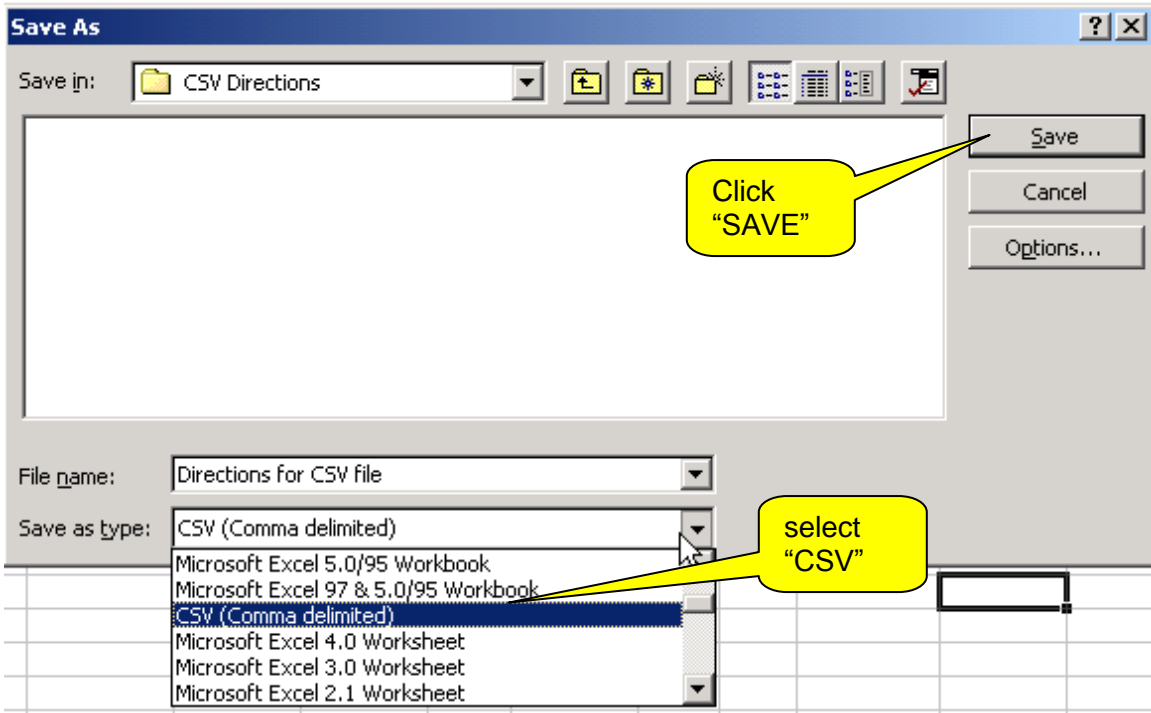 Save As
Save in: CSV Directions
Save
Click
“SAVE”
Cancel
Options...
File name: Directions for CSV file
Save as type: CSV (Comma delimited)
select
“CSV”
Microsoft Excel 5.0/95 Workbook
Microsoft Excel 97 & 5.0/95 Workbook
CSV (Comma delimited)
Microsoft Excel 4.0 Worksheet
Microsoft Excel 3.0 Worksheet
Microsoft Excel 2.1 Worksheet